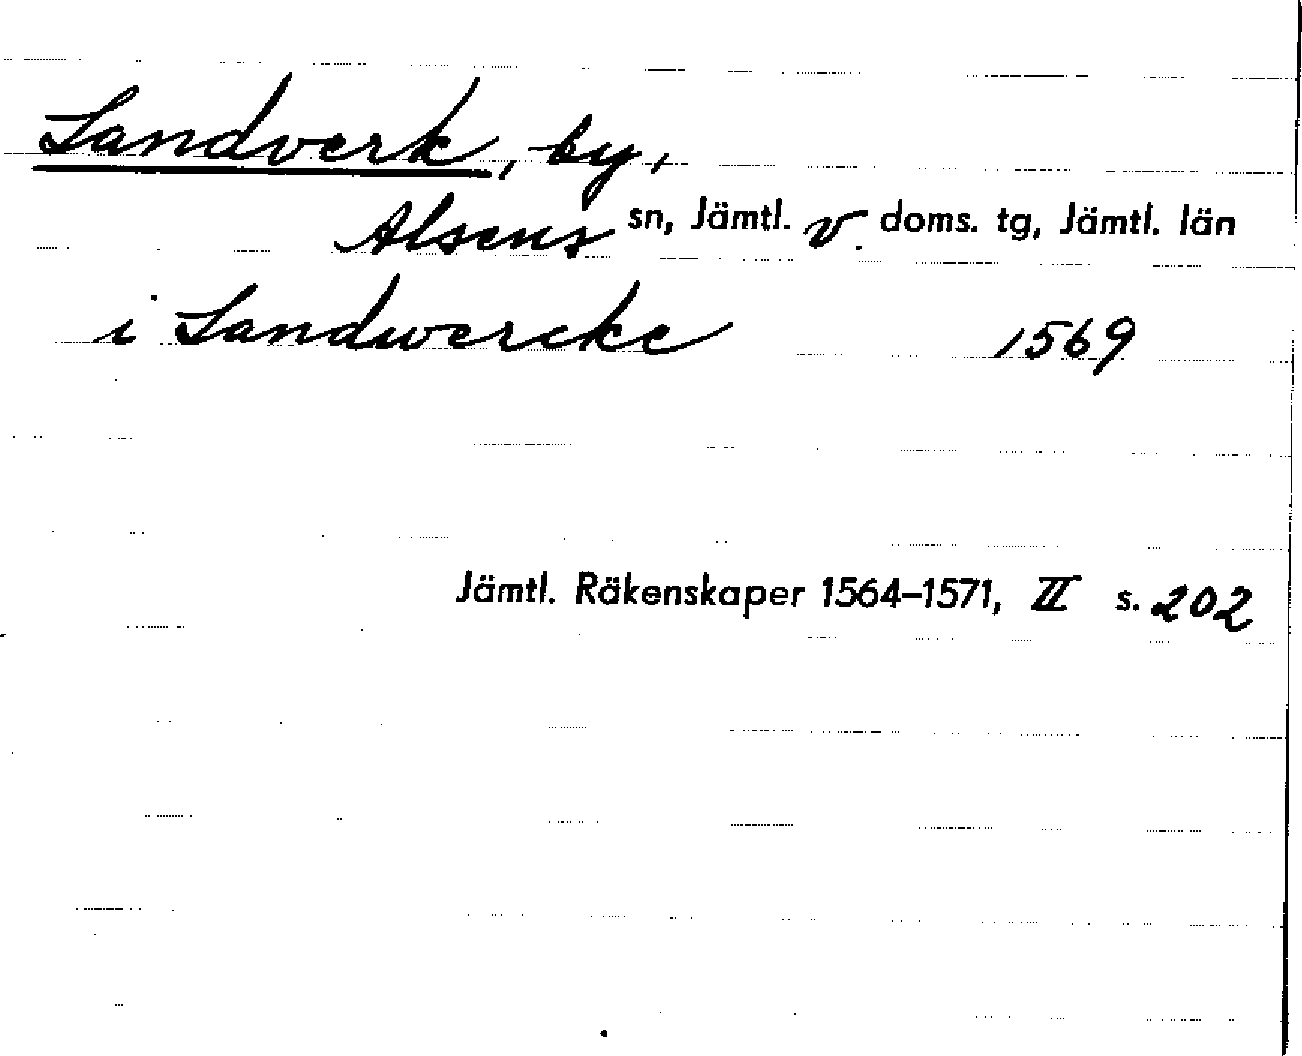 Landverk, by,
Alsens sn, Jämtl. v. doms. tg, Jämtl. län
i Landwercke 1569
Jämtl. Räkenskaper 1564–1571, II s. 202